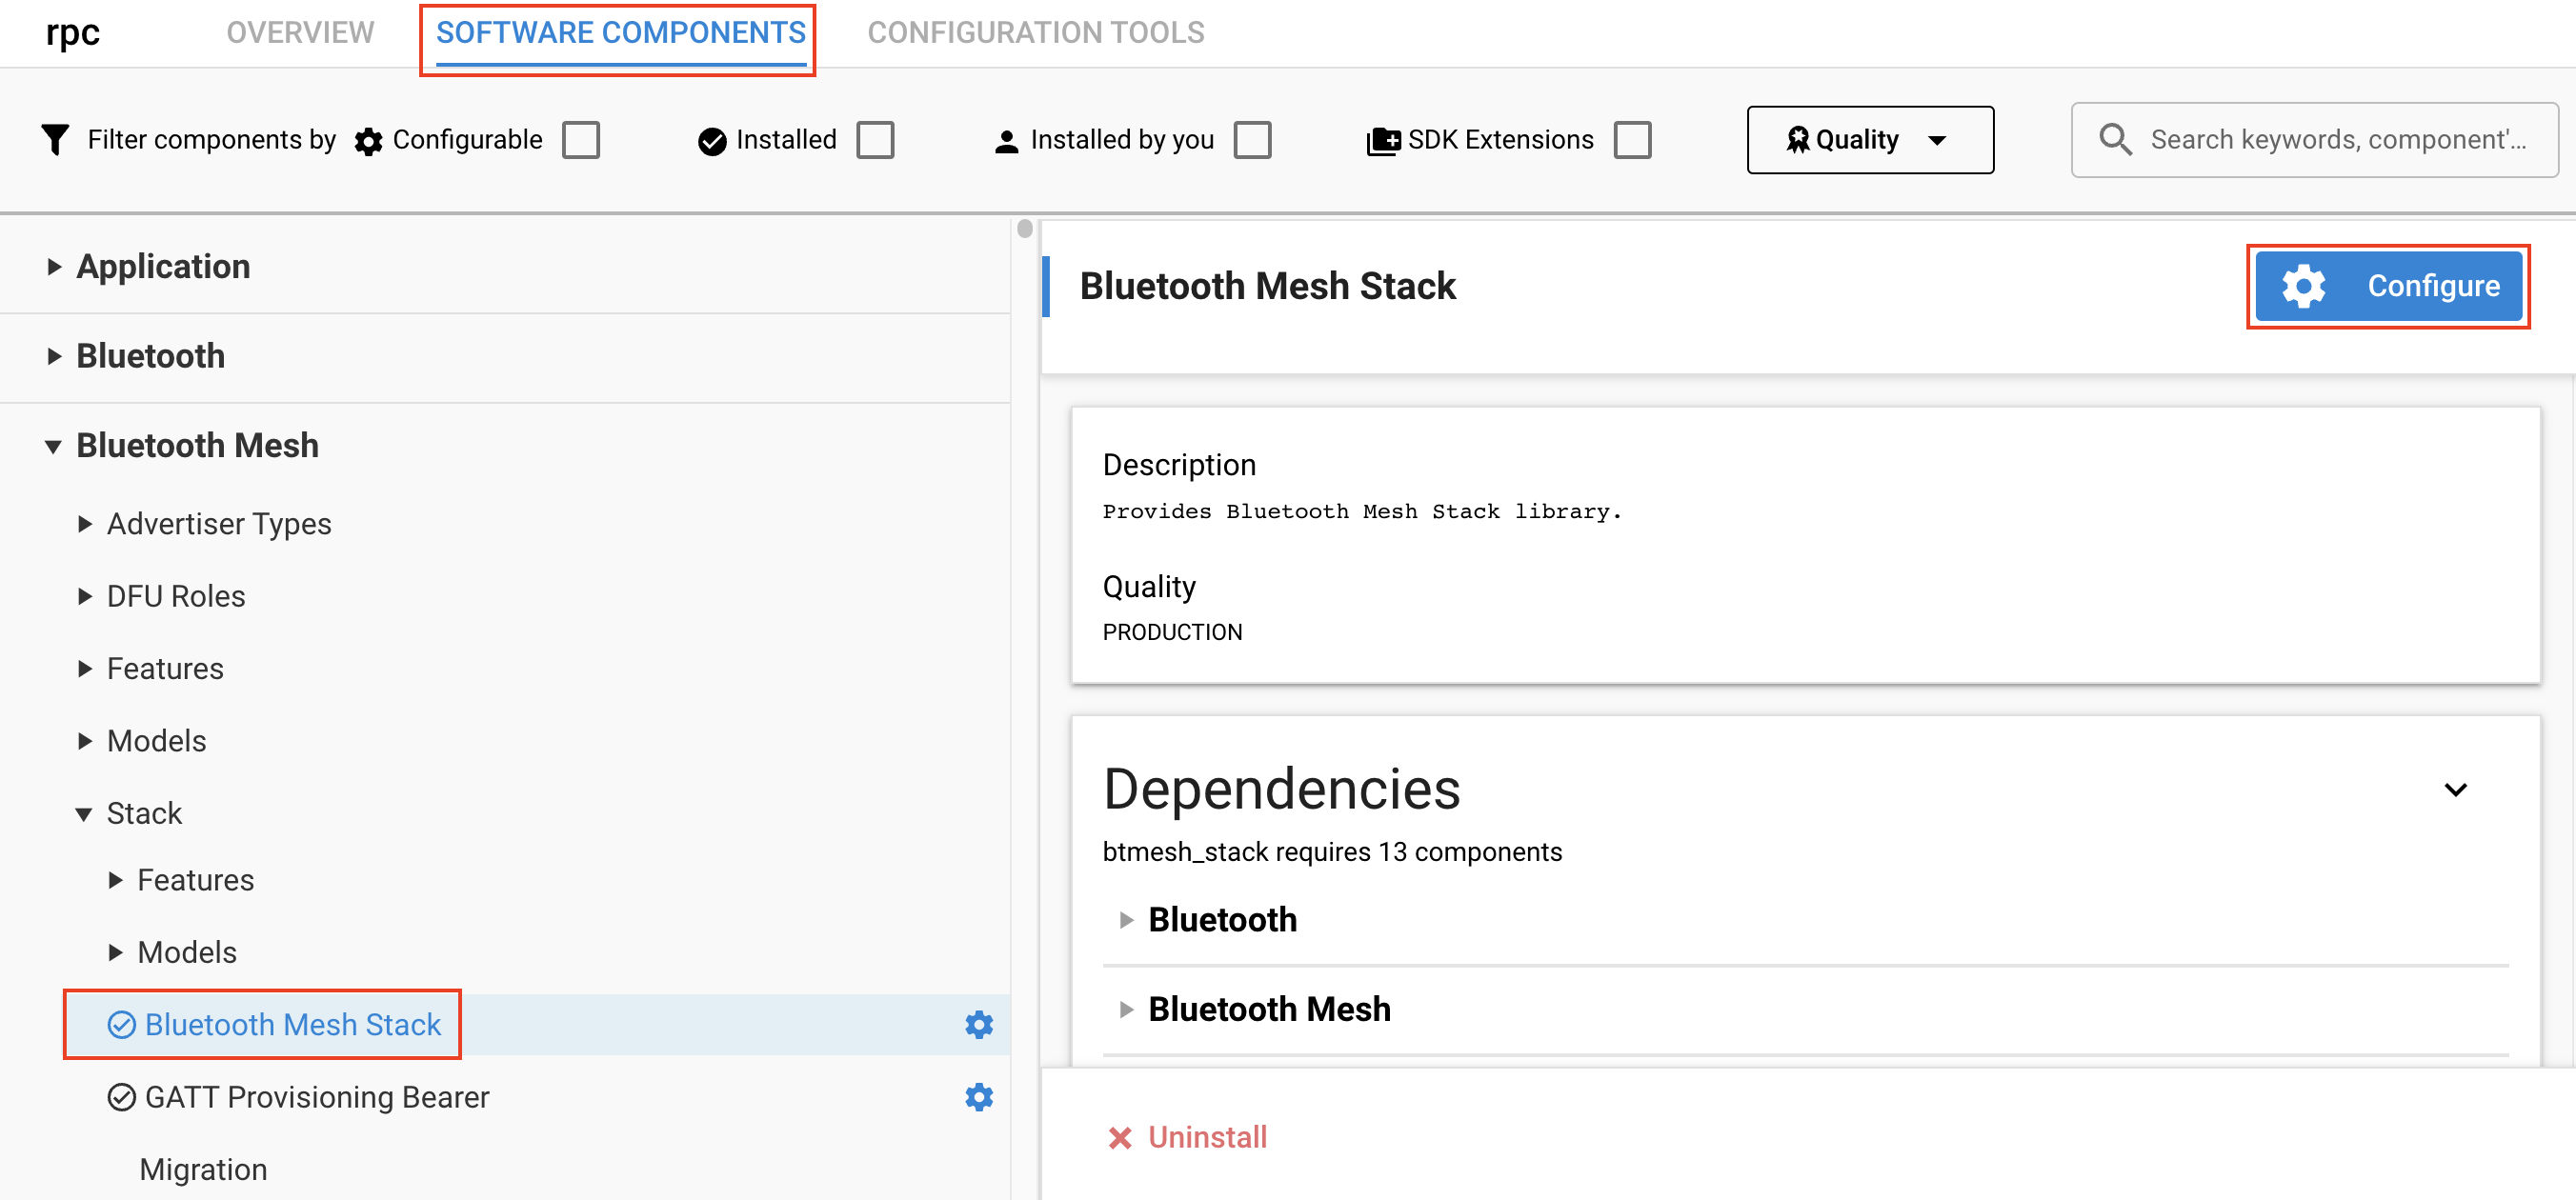 rpc OVERVIEW SOFTWARE COMPONENTS CONFIGURATION TOOLS
Filter components by Configurable Installed Installed by you SDK Extensions Quality Search keywords, component'...
Application
Bluetooth
Bluetooth Mesh
Advertiser Types
DFU Roles
Features
Models
Stack
Features
Models
Bluetooth Mesh Stack
GATT Provisioning Bearer
Migration
Bluetooth Mesh Stack
Configure
Description
Provides Bluetooth Mesh Stack library.
Quality
PRODUCTION
Dependencies
btmesh_stack requires 13 components
Bluetooth
Bluetooth Mesh
Uninstall